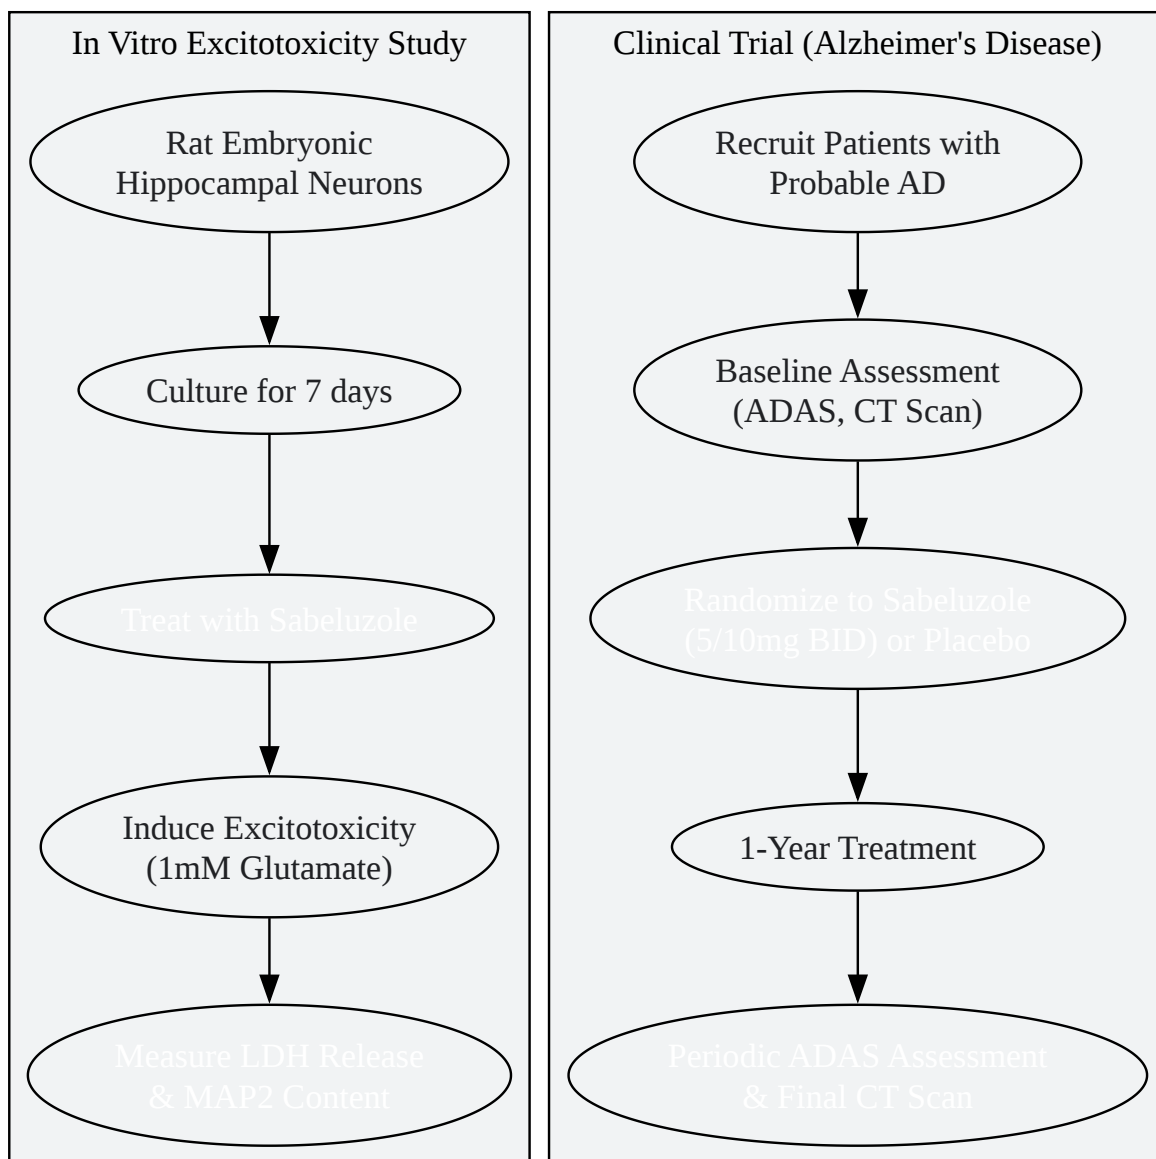 In Vitro Excitotoxicity Study
Rat Embryonic
Hippocampal Neurons
Culture for 7 days
Treat with Sabeluzole
Induce Excitotoxicity
(1mM Glutamate)
Measure LDH Release
& MAP2 Content
Clinical Trial (Alzheimer's Disease)
Recruit Patients with
Probable AD
Baseline Assessment
(ADAS, CT Scan)
Randomize to Sabeluzole
(5/10mg BID) or Placebo
1-Year Treatment
Periodic ADAS Assessment
& Final CT Scan